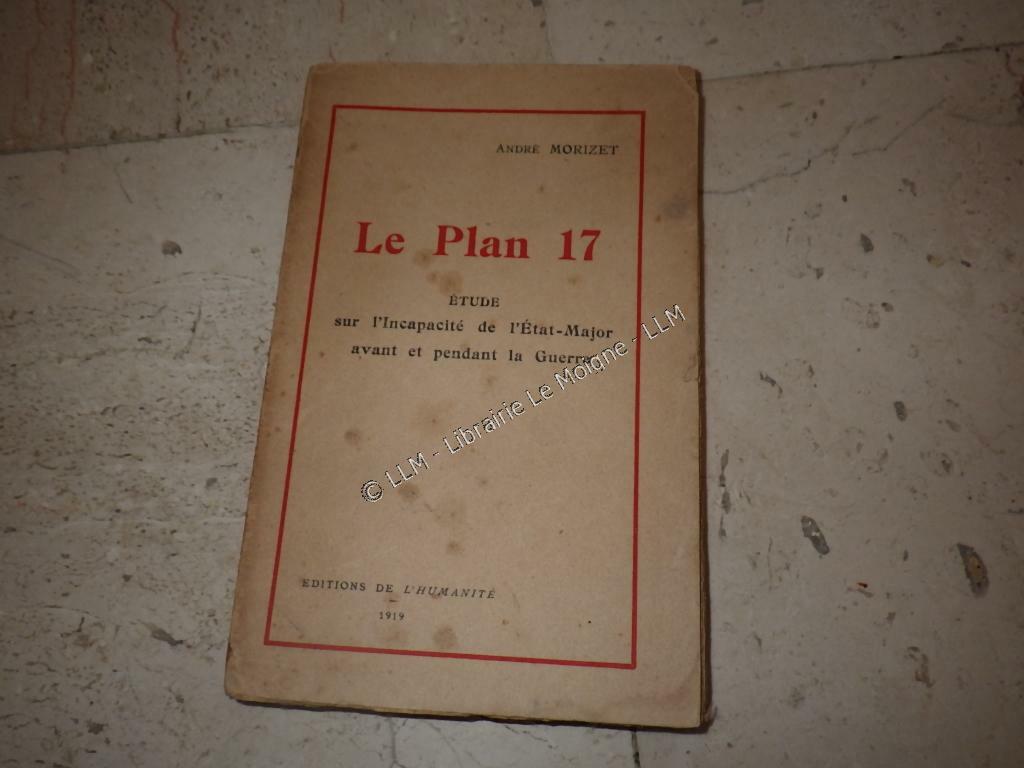 André MORIZET
Le Plan 17
ÉTUDE
sur l'Incapacité de l'État-Major
avant et pendant la Guerre
© LLM - Librairie Le Moigne - LLM
EDITIONS DE L'HUMANITÉ
1919